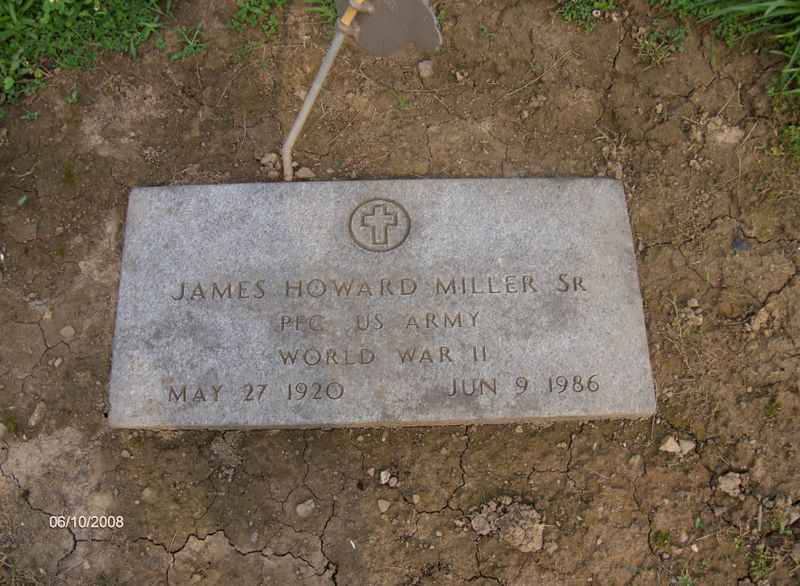 JAMES HOWARD MILLER SR
PFC US ARMY
WORLD WAR II
MAY 27 1920 JUN 9 1986
06/10/2008